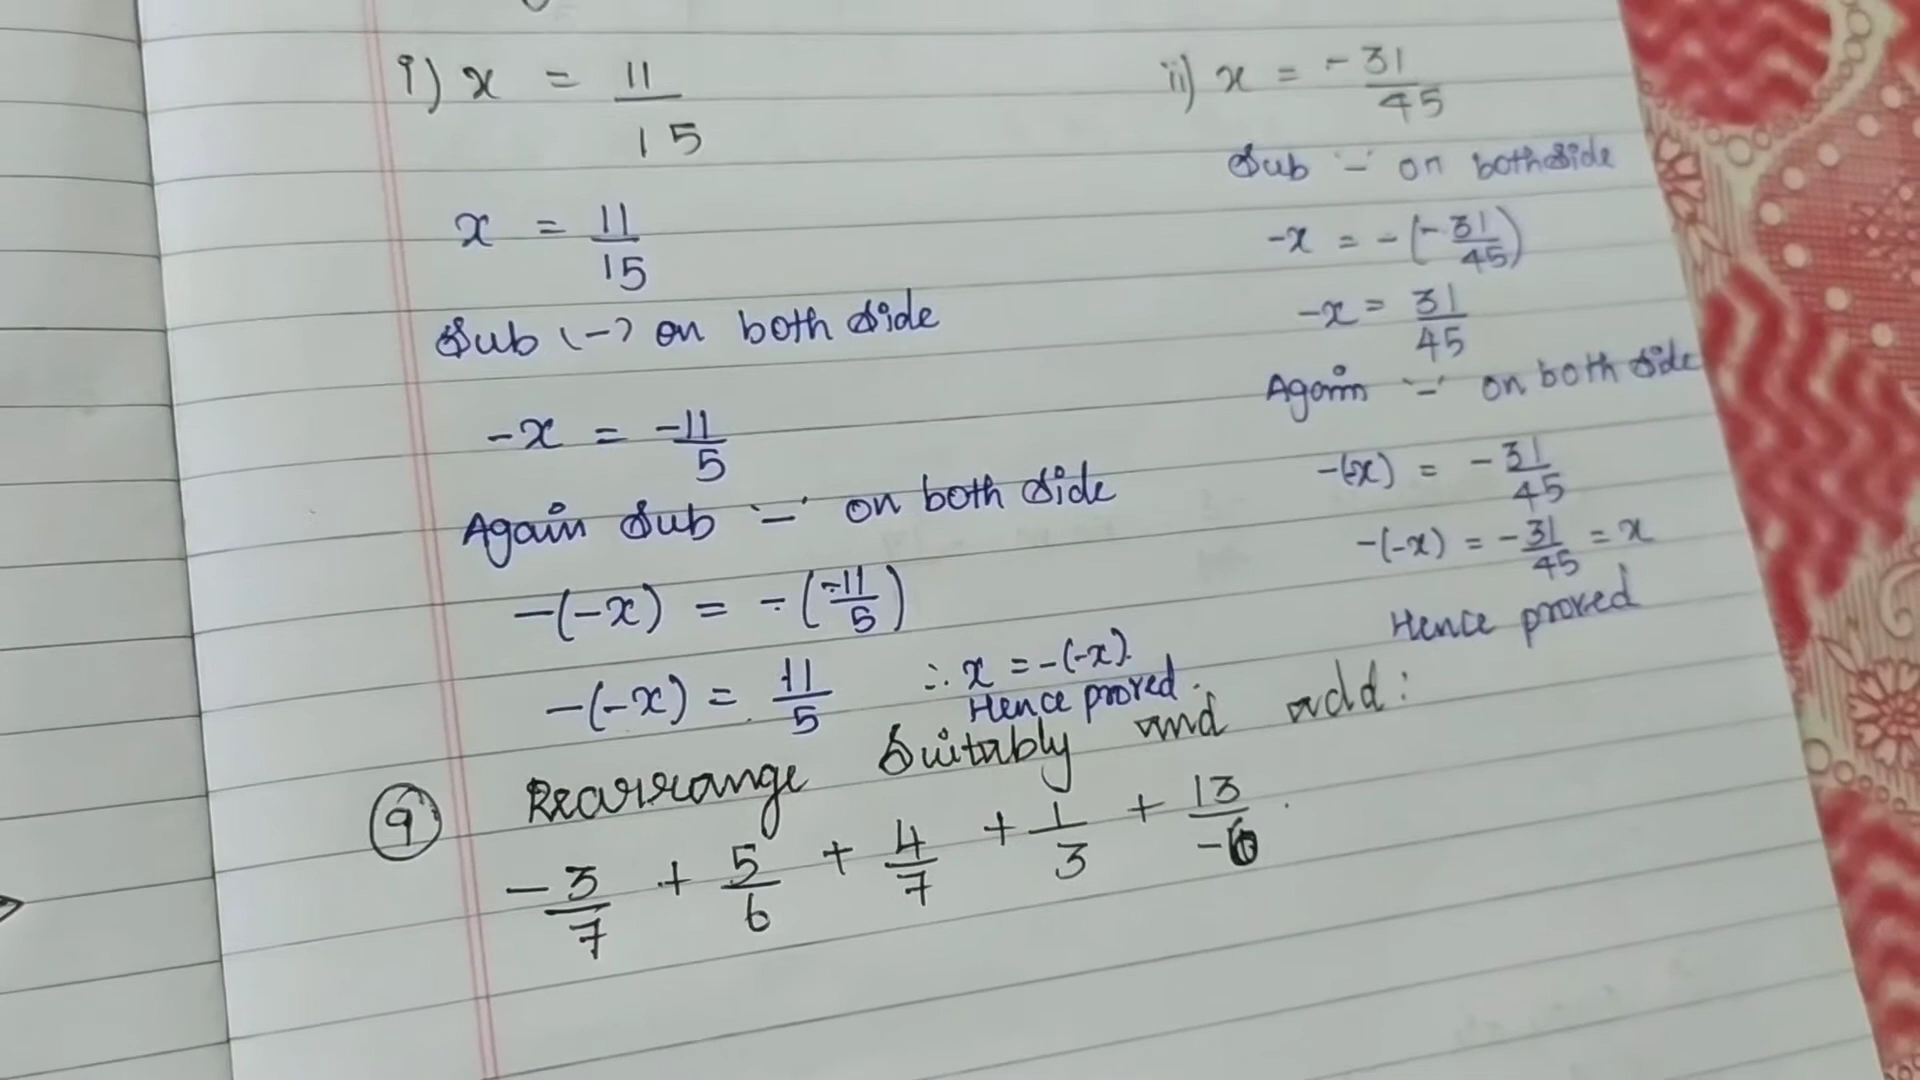 i) x = 11/15
x = 11/15
Sub (-) on both side
-x = -11/5
Again Sub '-' on both side
-(-x) = -(-11/5)
-(-x) = 11/5 ∴ x = -(-x).
Hence proved.
ii) x = -31/45
Sub '-' on bothside
-x = -(-31/45)
-x = 31/45
Again '-' on both side
-(-x) = -31/45
-(-x) = -31/45 = x
Hence proved
9 Rearrange Suitably and add:
-3/7 + 5/6 + 4/7 + 1/3 + 13/-6.